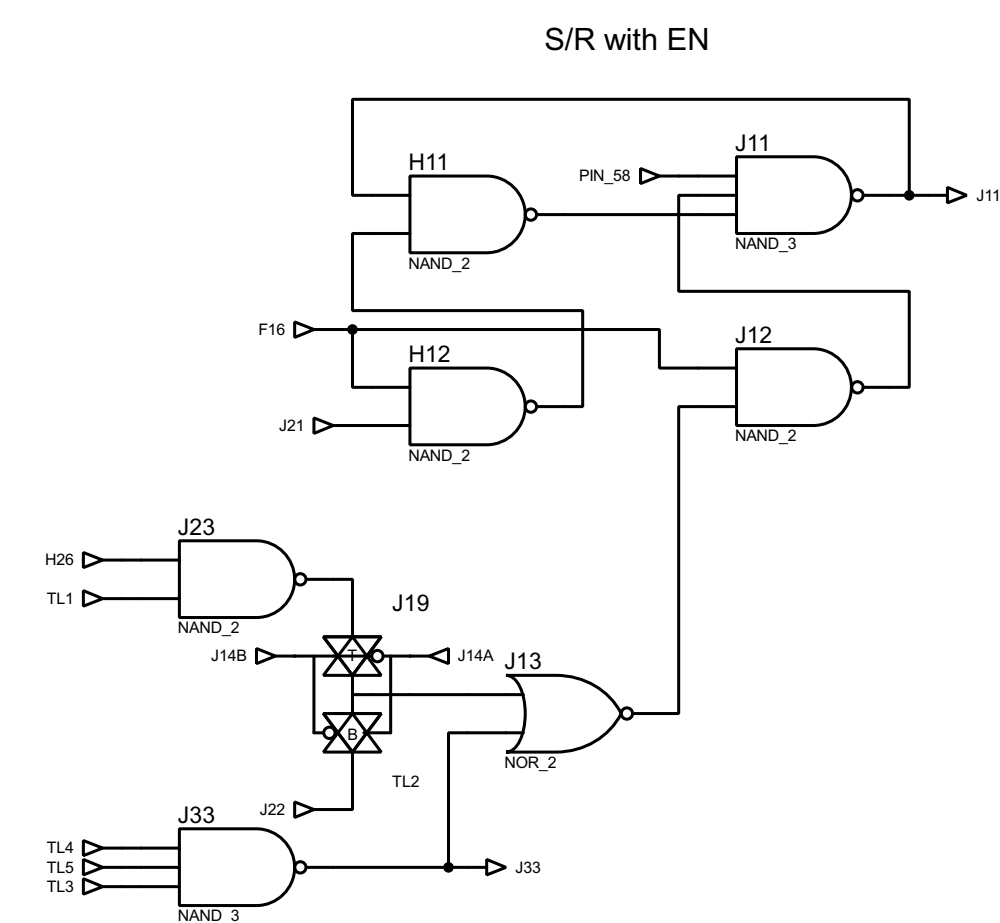 S/R with EN
J11
H11
PIN_58
J11
NAND_3
NAND_2
F16
J12
H12
J21
NAND_2
NAND_2
J23
H26
TL1
J19
NAND_2
J14B
T
J14A
J13
B
NOR_2
TL2
J22
J33
TL4
TL5
J33
TL3
NAND_3